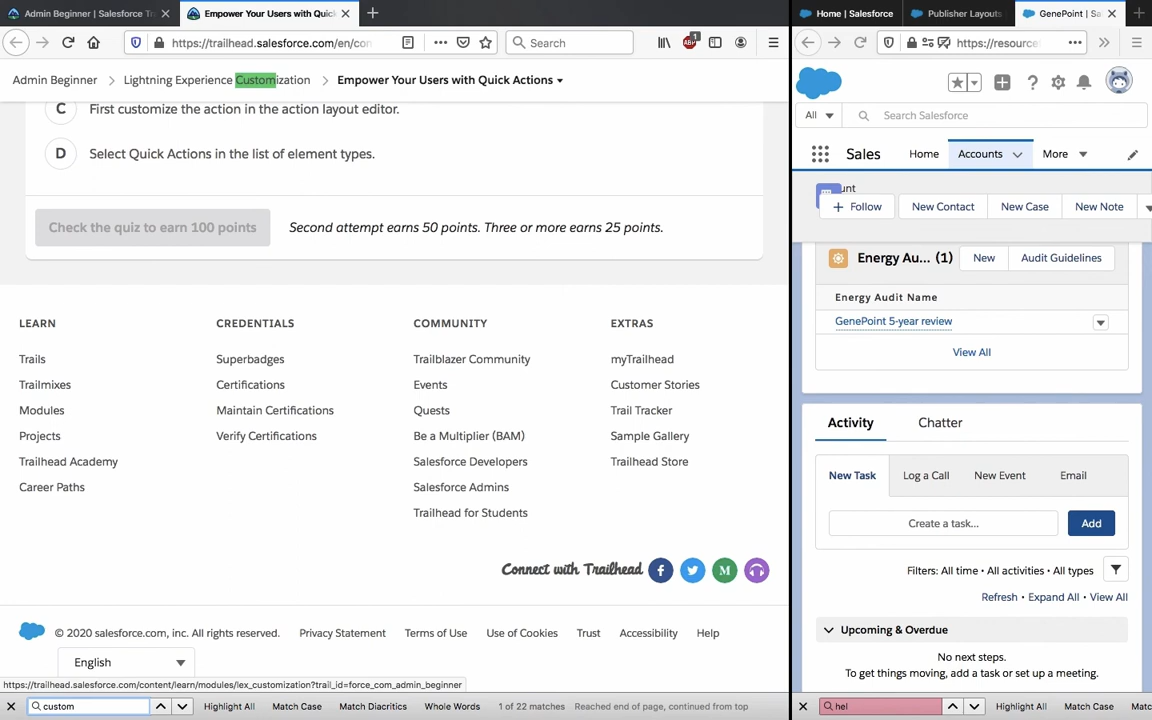 Admin Beginner | Salesforce Tr
Empower Your Users with Quick
Home | Salesforce
Publisher Layouts
GenePoint | S
https://trailhead.salesforce.com/en/con
Search
1
https://resource
Admin Beginner
Lightning Experience Customization
Empower Your Users with Quick Actions
All
Search Salesforce
C First customize the action in the action layout editor.
D Select Quick Actions in the list of element types.
Sales
Home
Accounts
More
unt
Follow
New Contact
New Case
New Note
Check the quiz to earn 100 points
Second attempt earns 50 points. Three or more earns 25 points.
Energy Au... (1)
New
Audit Guidelines
Energy Audit Name
GenePoint 5-year review
View All
LEARN
Trails
Trailmixes
Modules
Projects
Trailhead Academy
Career Paths
CREDENTIALS
Superbadges
Certifications
Maintain Certifications
Verify Certifications
COMMUNITY
Trailblazer Community
Events
Quests
Be a Multiplier (BAM)
Salesforce Developers
Salesforce Admins
Trailhead for Students
EXTRAS
myTrailhead
Customer Stories
Trail Tracker
Sample Gallery
Trailhead Store
Activity
Chatter
New Task
Log a Call
New Event
Email
Create a task...
Add
Filters: All time • All activities • All types
Refresh • Expand All • View All
Upcoming & Overdue
No next steps.
To get things moving, add a task or set up a meeting.
Connect with Trailhead
© 2020 salesforce.com, inc. All rights reserved.
Privacy Statement
Terms of Use
Use of Cookies
Trust
Accessibility
Help
English
https://trailhead.salesforce.com/content/learn/modules/lex_customization?trail_id=force_com_admin_beginner
custom
Highlight All
Match Case
Match Diacritics
Whole Words
1 of 22 matches
Reached end of page, continued from top
hel
Highlight All
Match Case
Matc